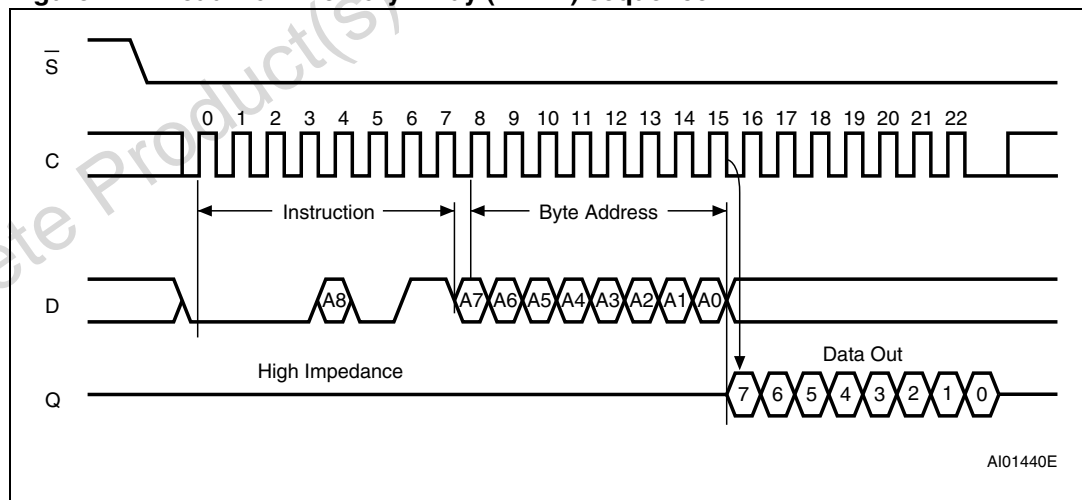 S
0 1 2 3 4 5 6 7 8 9 10 11 12 13 14 15 16 17 18 19 20 21 22
C
Instruction Byte Address
D A8 A7 A6 A5 A4 A3 A2 A1 A0
Data Out
High Impedance
Q 7 6 5 4 3 2 1 0
AI01440E
ete Product(s)